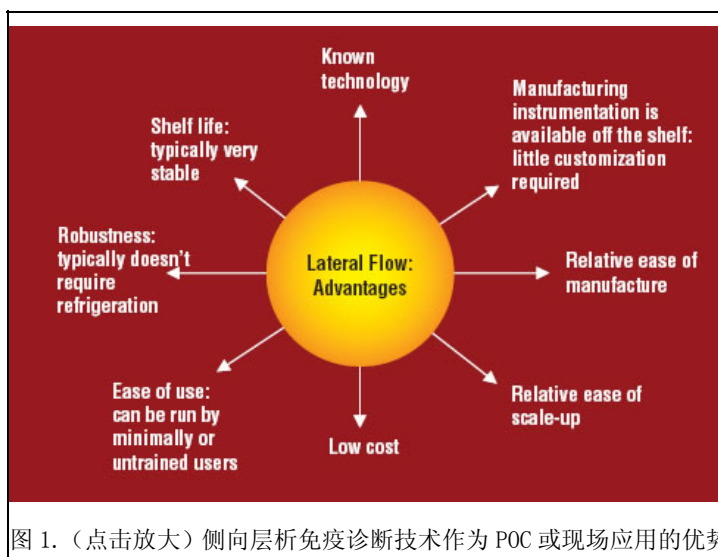 Known
technology
Manufacturing
instrumentation is
available off the shelf:
little customization
required
Relative ease of
manufacture
Relative ease of
scale-up
Low cost
Ease of use:
can be run by
minimally or
untrained users
Robustness:
typically doesn't
require
refrigeration
Shelf life:
typically very
stable
Lateral Flow:
Advantages
图 1.（点击放大）侧向层析免疫诊断技术作为 POC 或现场应用的优势